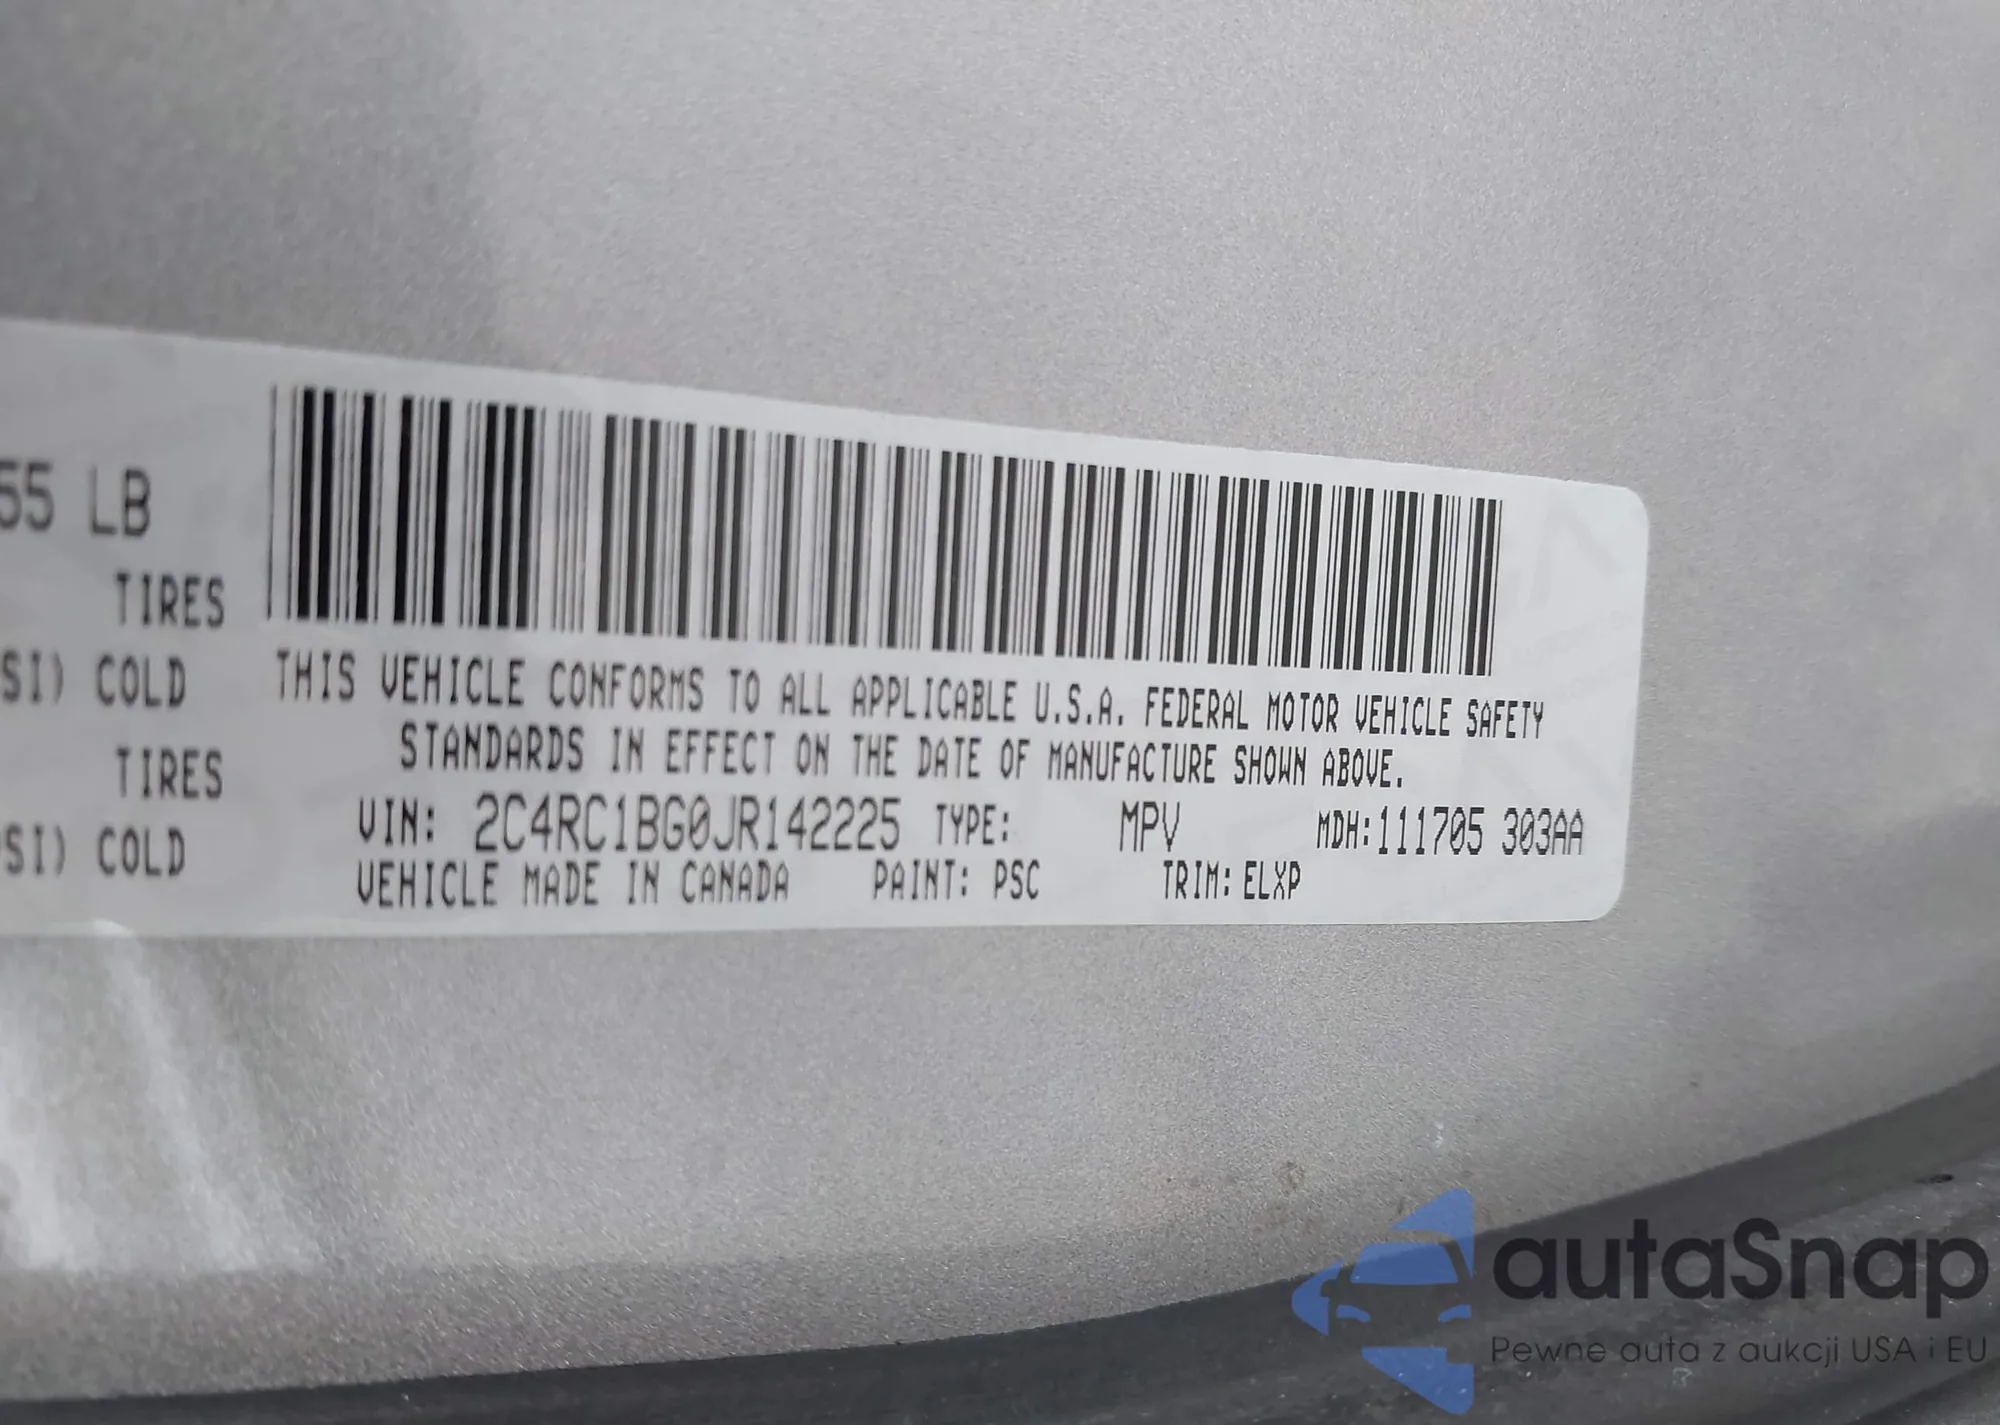 55 LB
TIRES
SI) COLD
TIRES
SI) COLD
THIS VEHICLE CONFORMS TO ALL APPLICABLE U.S.A. FEDERAL MOTOR VEHICLE SAFETY
STANDARDS IN EFFECT ON THE DATE OF MANUFACTURE SHOWN ABOVE.
VIN: 2C4RC1BG0JR142225 TYPE: MPV MDH:111705 303AA
VEHICLE MADE IN CANADA PAINT: PSC TRIM: ELXP
autaSnap
Pewne auta z aukcji USA i EU